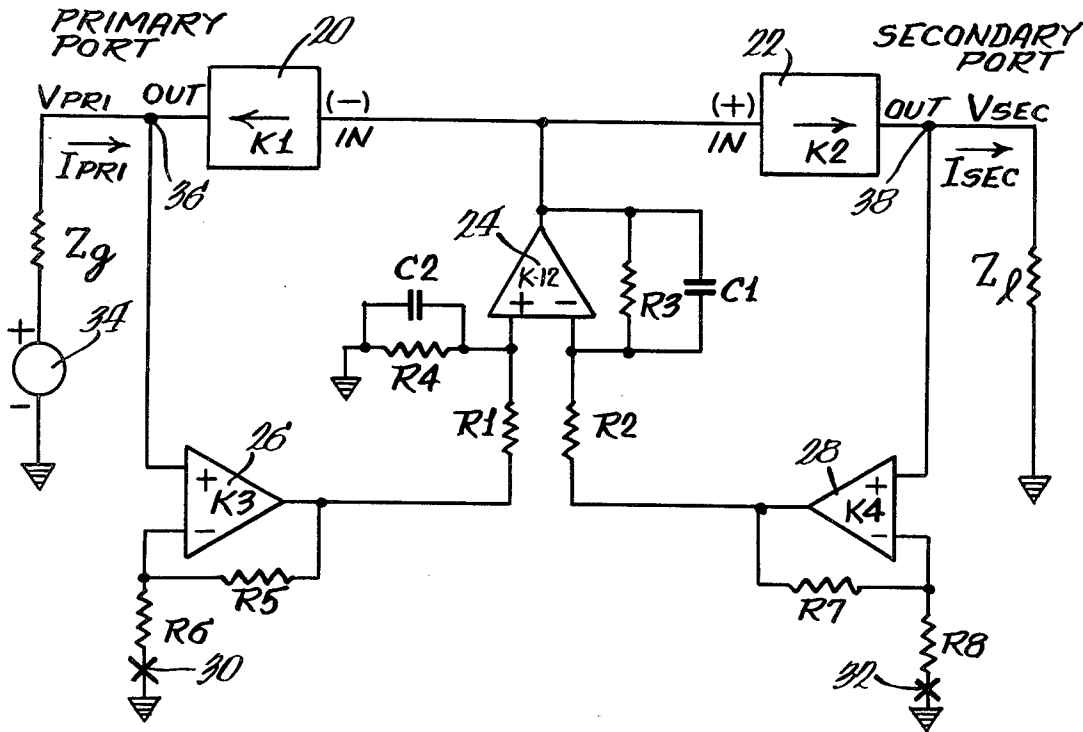 PRIMARY
PORT
20
22
SECONDARY
PORT
VPRI
OUT
(-)
IN
K1
(+)
IN
K2
OUT
VSEC
IPRI
36
ISEC
38
Zg
24
K-12
+ -
C2
R3
C1
Zl
+
34
-
R4
R1
R2
26
+
K3
-
28
+
K4
-
R5
R7
R6
30
R8
32